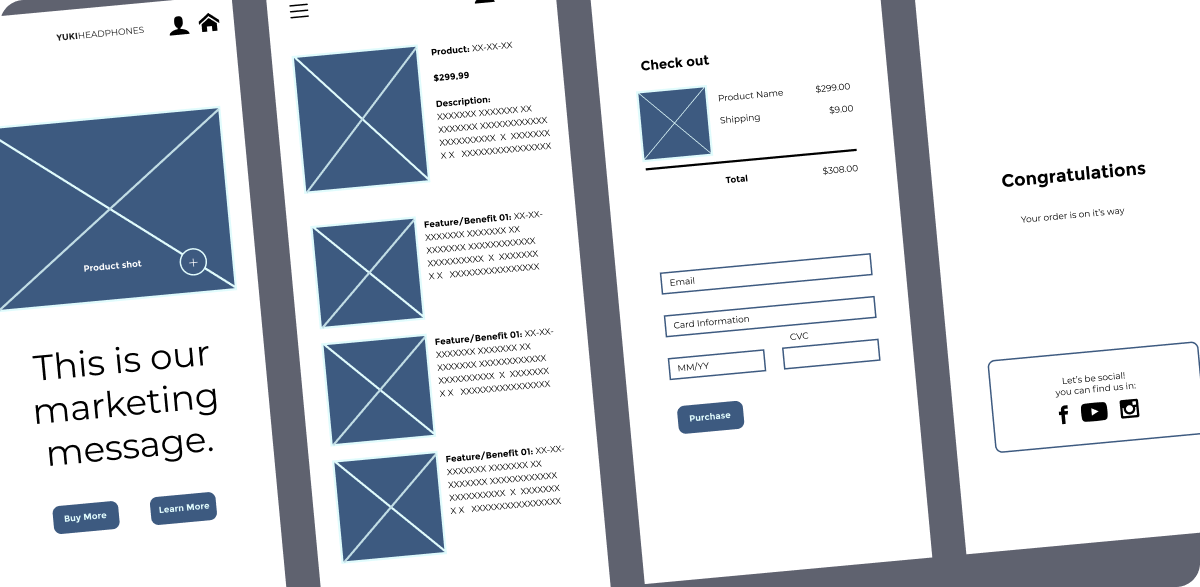 YUKIHEADPHONES
Product shot
+
This is our
marketing
message.
Buy More
Learn More
Product: XX-XX-XX
$299,99
Description:
XXXXXXX XXXXXXX XX
XXXXXXX XXXXXXXXXXXX
XXXXXXXXXX X XXXXXXX
X X XXXXXXXXXXXXXXXX
Feature/Benefit 01: XX-XX-
XXXXXXX XXXXXXX XX
XXXXXXX XXXXXXXXXXXX
XXXXXXXXXX X XXXXXXX
X X XXXXXXXXXXXXXXXX
Feature/Benefit 01: XX-XX-
XXXXXXX XXXXXXX XX
XXXXXXX XXXXXXXXXXXX
XXXXXXXXXX X XXXXXXX
X X XXXXXXXXXXXXXXXX
Feature/Benefit 01: XX-XX-
XXXXXXX XXXXXXX XX
XXXXXXX XXXXXXXXXXXX
XXXXXXXXXX X XXXXXXX
X X XXXXXXXXXXXXXXXX
Check out
Product Name $299.00
Shipping $9.00
Total $308.00
Email
Card Information
CVC
MM/YY
Purchase
Congratulations
Your order is on it's way
Let's be social!
you can find us in: